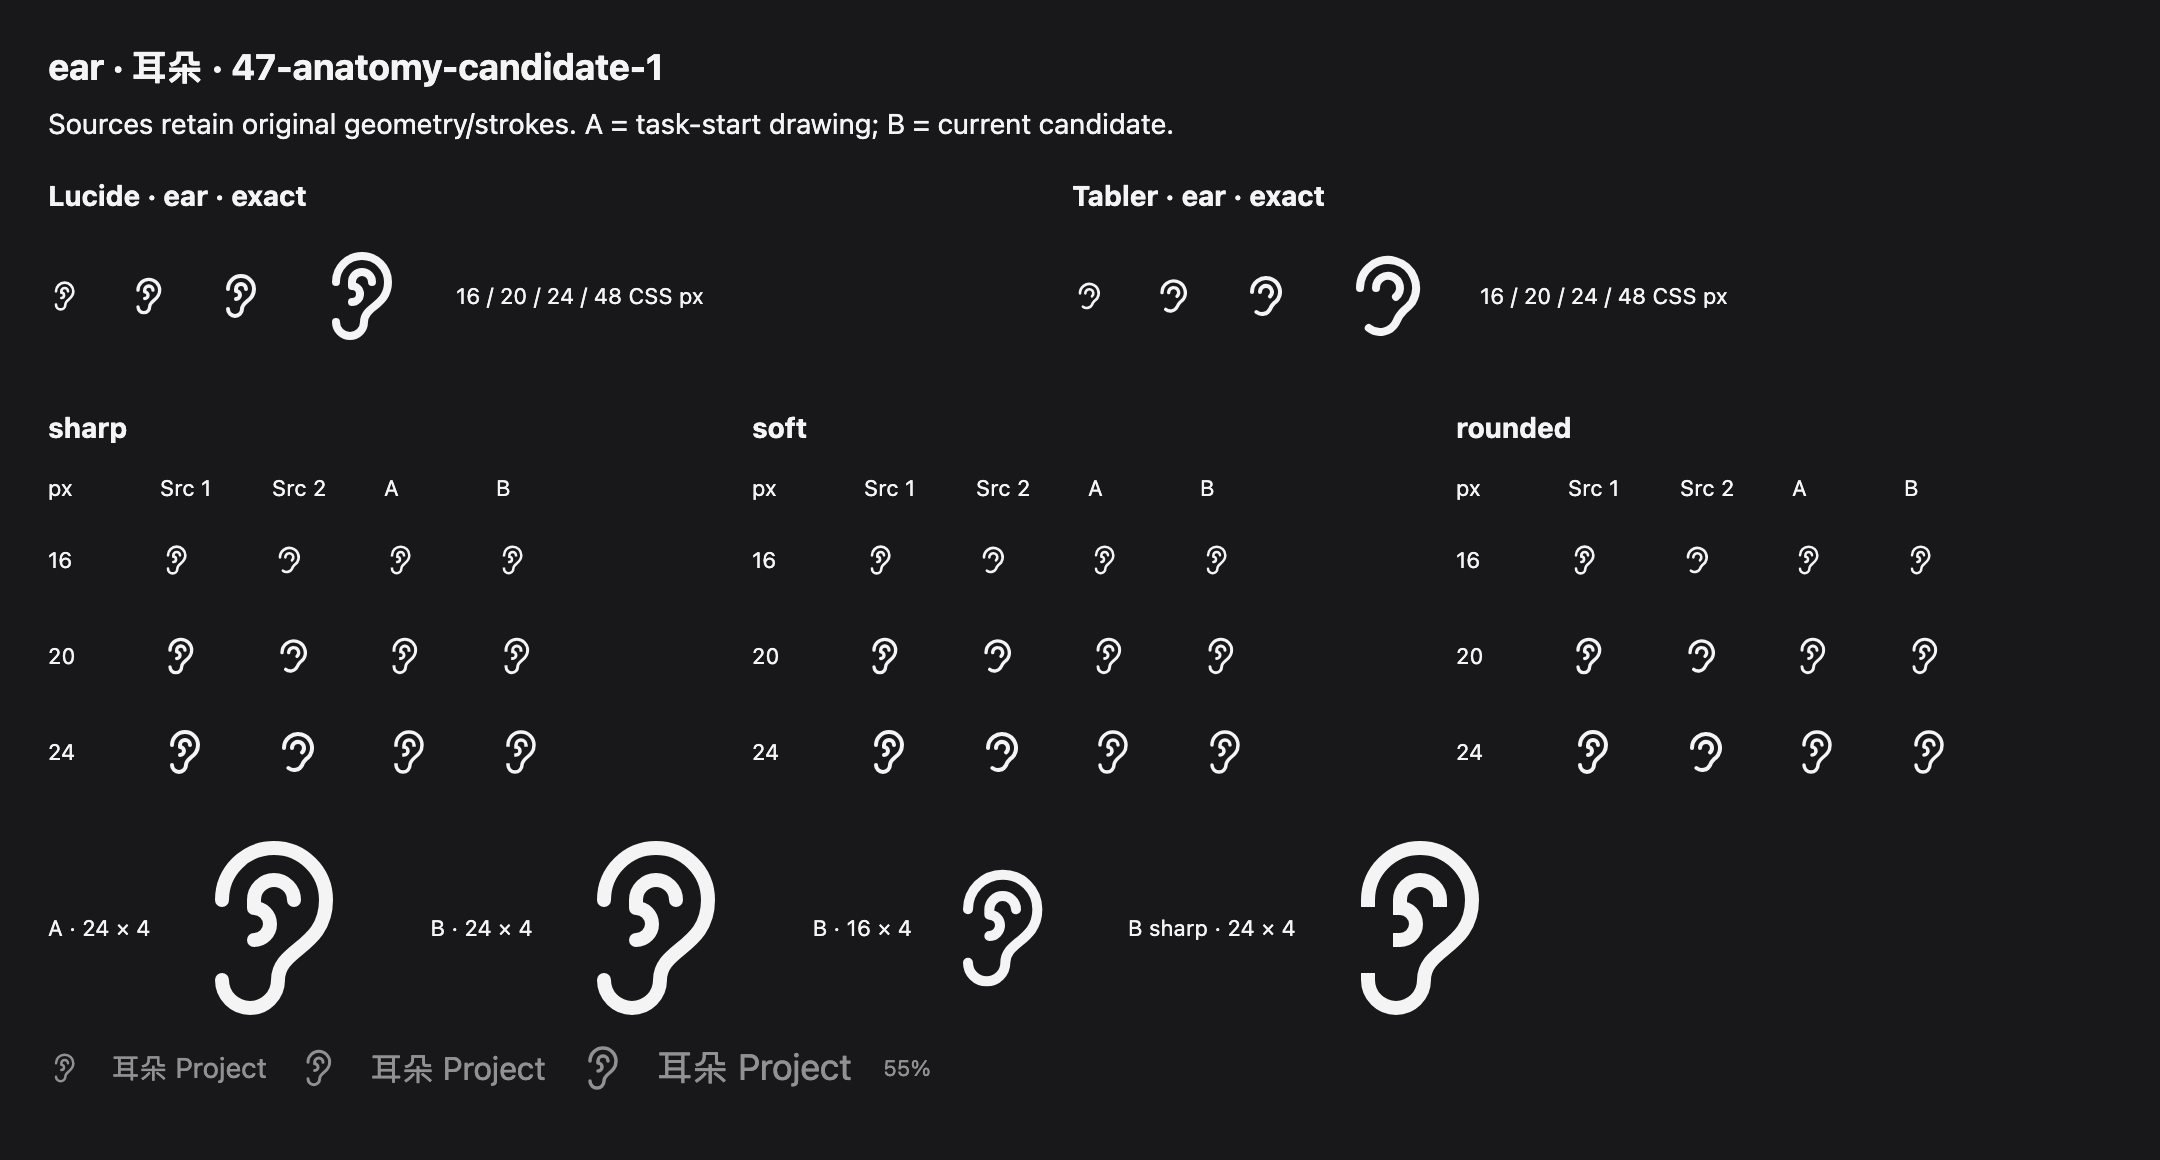 ear · 耳朵 · 47-anatomy-candidate-1
Sources retain original geometry/strokes. A = task-start drawing; B = current candidate.
Lucide · ear · exact
16 / 20 / 24 / 48 CSS px
Tabler · ear · exact
16 / 20 / 24 / 48 CSS px
sharp
px Src 1 Src 2 A B
16
20
24
soft
px Src 1 Src 2 A B
16
20
24
rounded
px Src 1 Src 2 A B
16
20
24
A · 24 × 4
B · 24 × 4
B · 16 × 4
B sharp · 24 × 4
耳朵 Project 耳朵 Project 耳朵 Project 55%